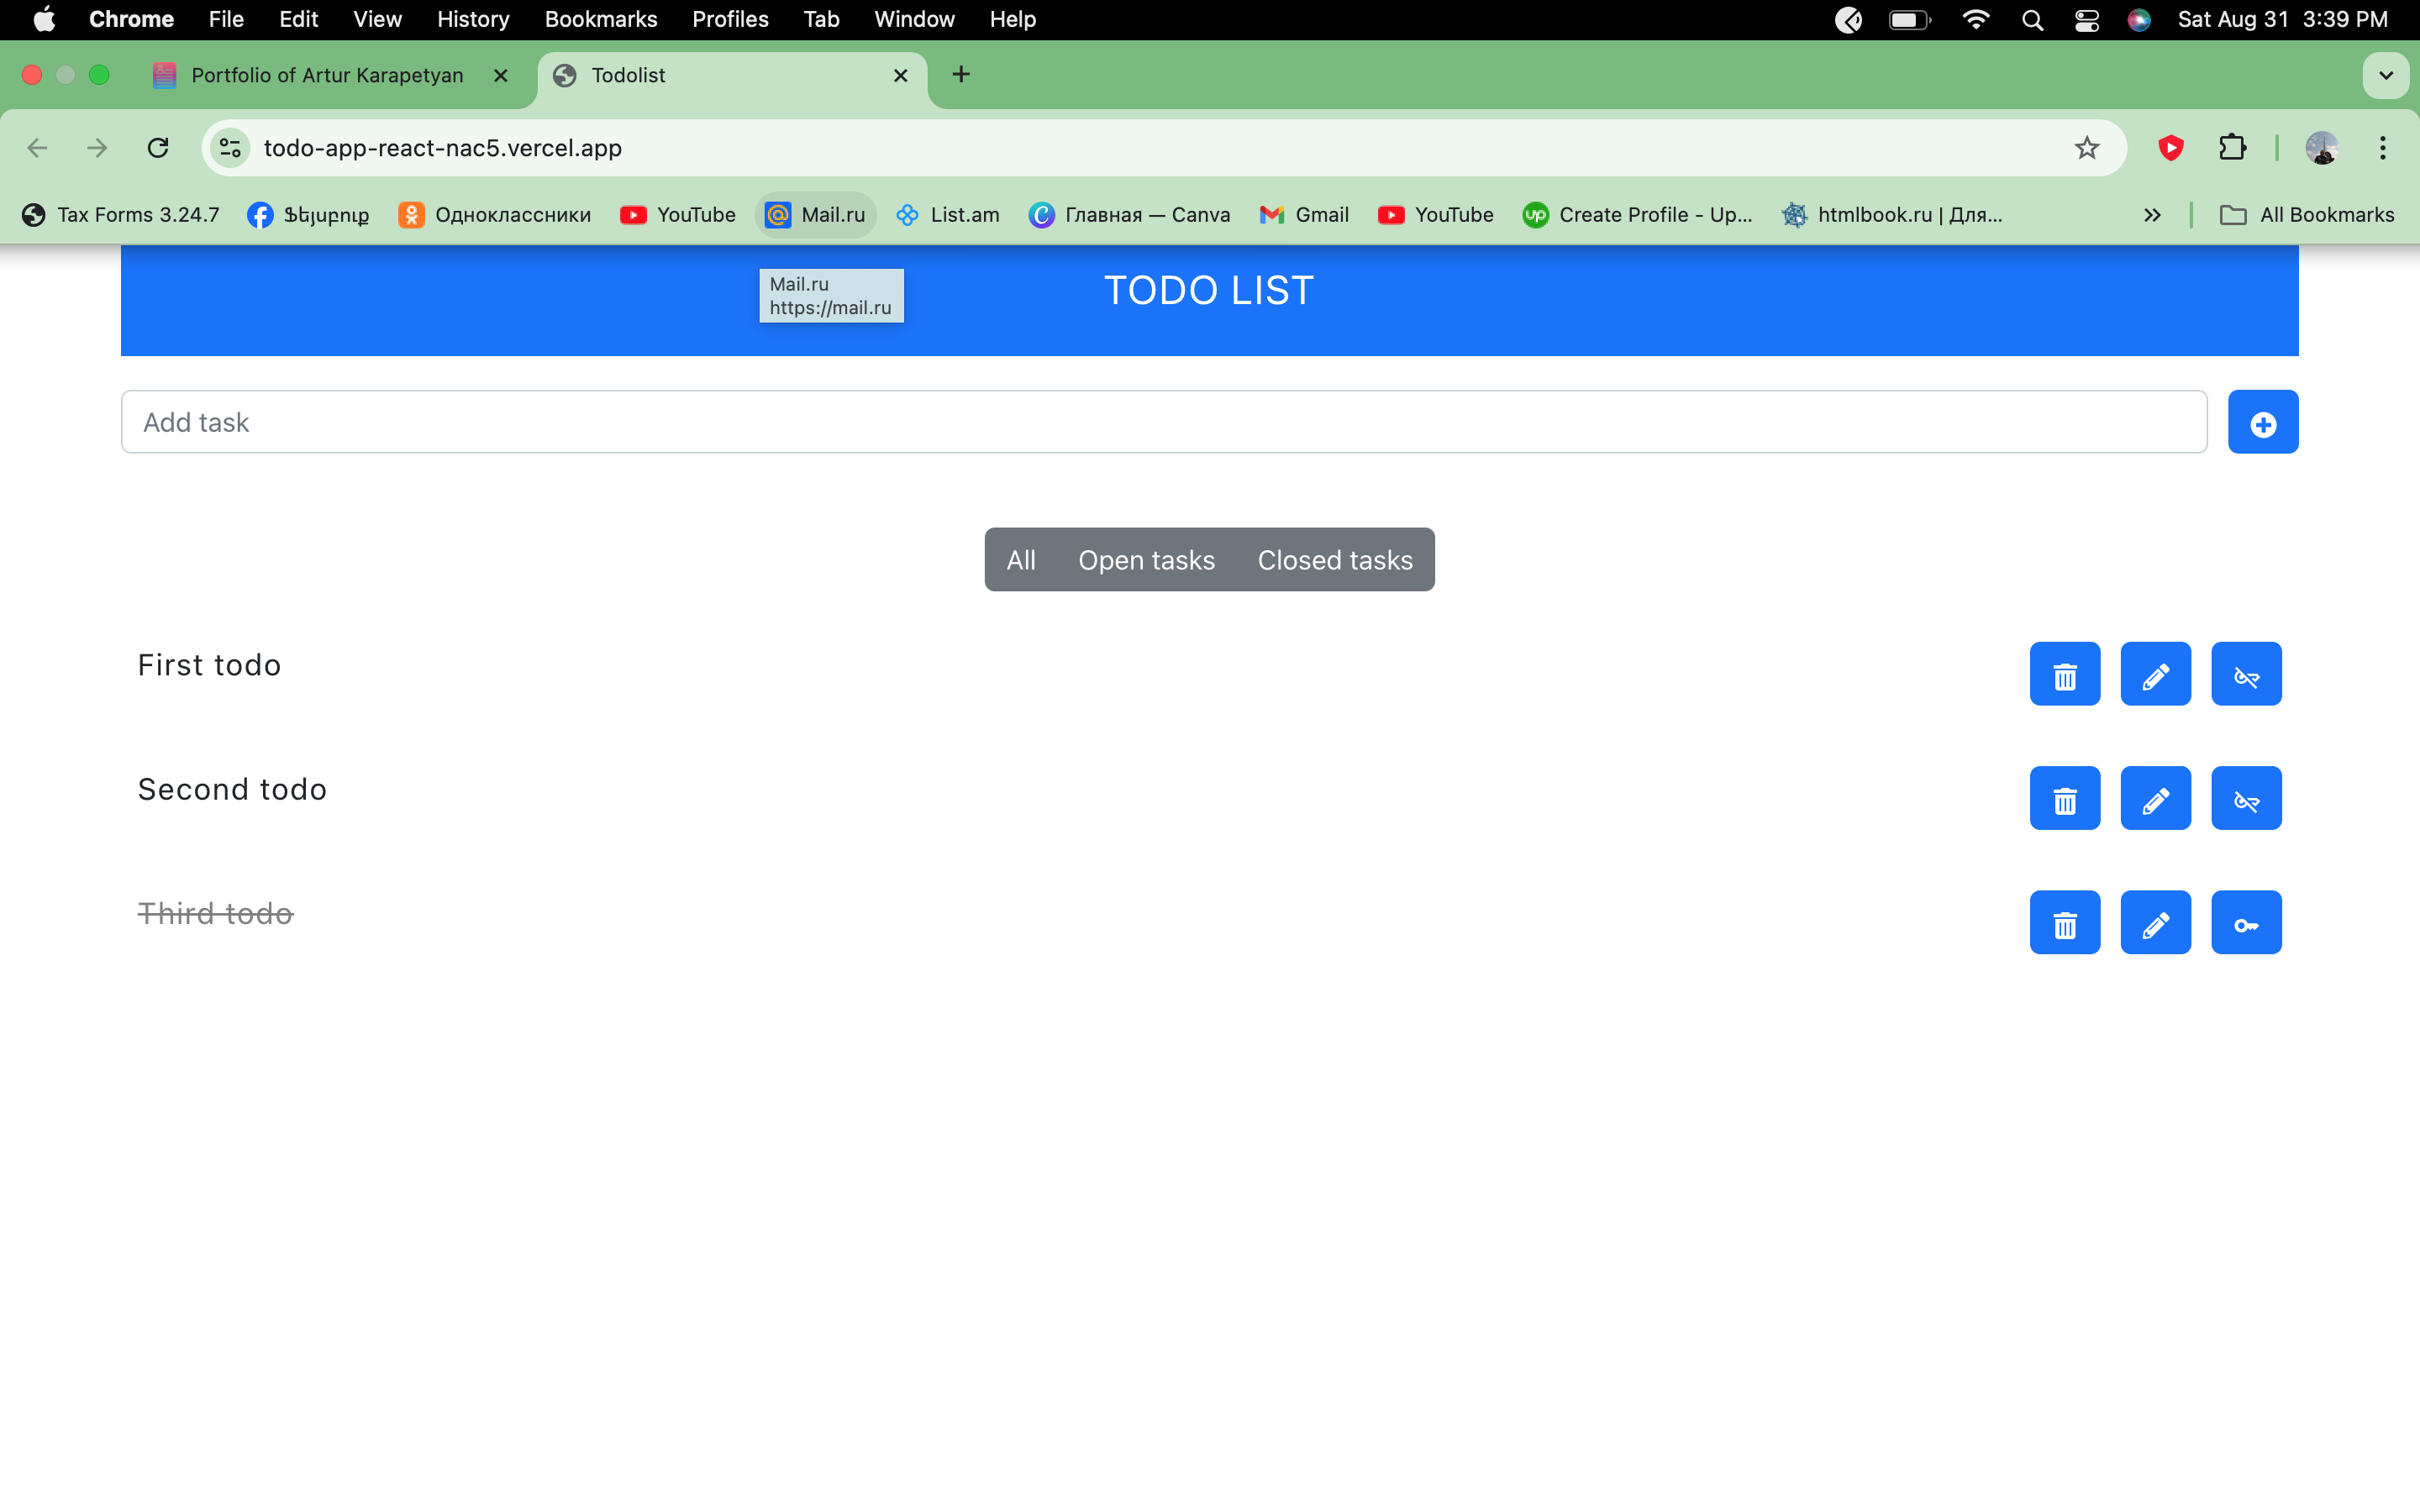 Chrome File Edit View History Bookmarks Profiles Tab Window Help Sat Aug 31 3:39 PM
Portfolio of Artur Karapetyan Todolist
todo-app-react-nac5.vercel.app
Tax Forms 3.24.7 Ֆեյսբուք Одноклассники YouTube Mail.ru List.am Главная — Canva Gmail YouTube Create Profile - Up... htmlbook.ru | Для... All Bookmarks
Mail.ru
https://mail.ru
TODO LIST
Add task
All Open tasks Closed tasks
First todo
Second todo
Third todo